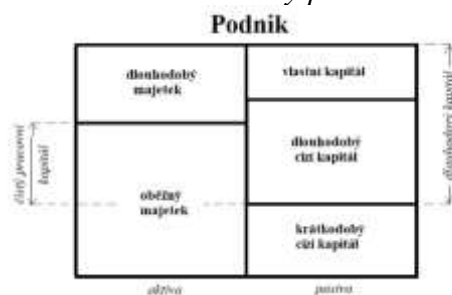 Podnik
dlouhodobý
majetek
vlastní kapitál
dlouhodobý
cizí kapitál
dlouhodobý kapitál
čistý pracovní
kapitál
oběžný
majetek
krátkodobý
cizí kapitál
aktiva
pasiva